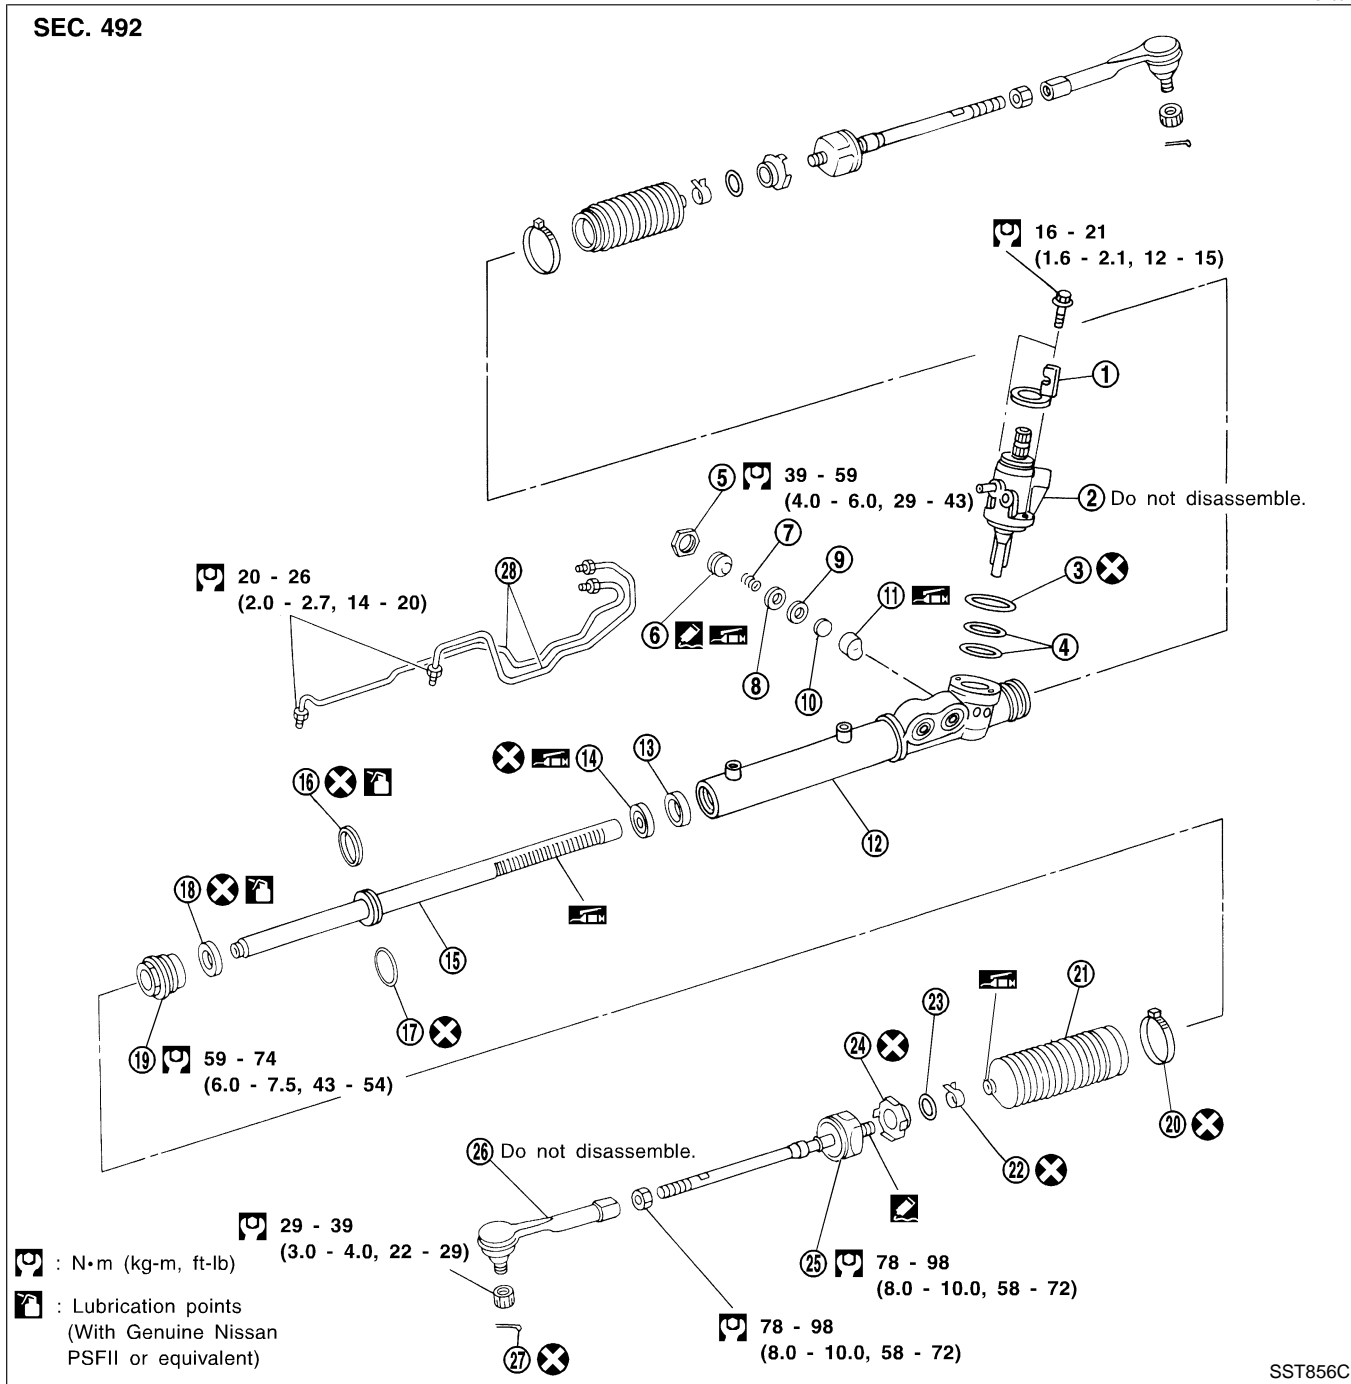 SEC. 492
16 - 21
(1.6 - 2.1, 12 - 15)
1
5
39 - 59
(4.0 - 6.0, 29 - 43)
2 Do not disassemble.
7
9
28
20 - 26
(2.0 - 2.7, 14 - 20)
3
11
6
4
8
10
14
13
16
12
18
15
17
19
59 - 74
(6.0 - 7.5, 43 - 54)
21
23
24
20
22
26 Do not disassemble.
29 - 39
(3.0 - 4.0, 22 - 29)
25
78 - 98
(8.0 - 10.0, 58 - 72)
78 - 98
(8.0 - 10.0, 58 - 72)
27
: N•m (kg-m, ft-lb)
: Lubrication points
(With Genuine Nissan
PSFII or equivalent)
SST856C